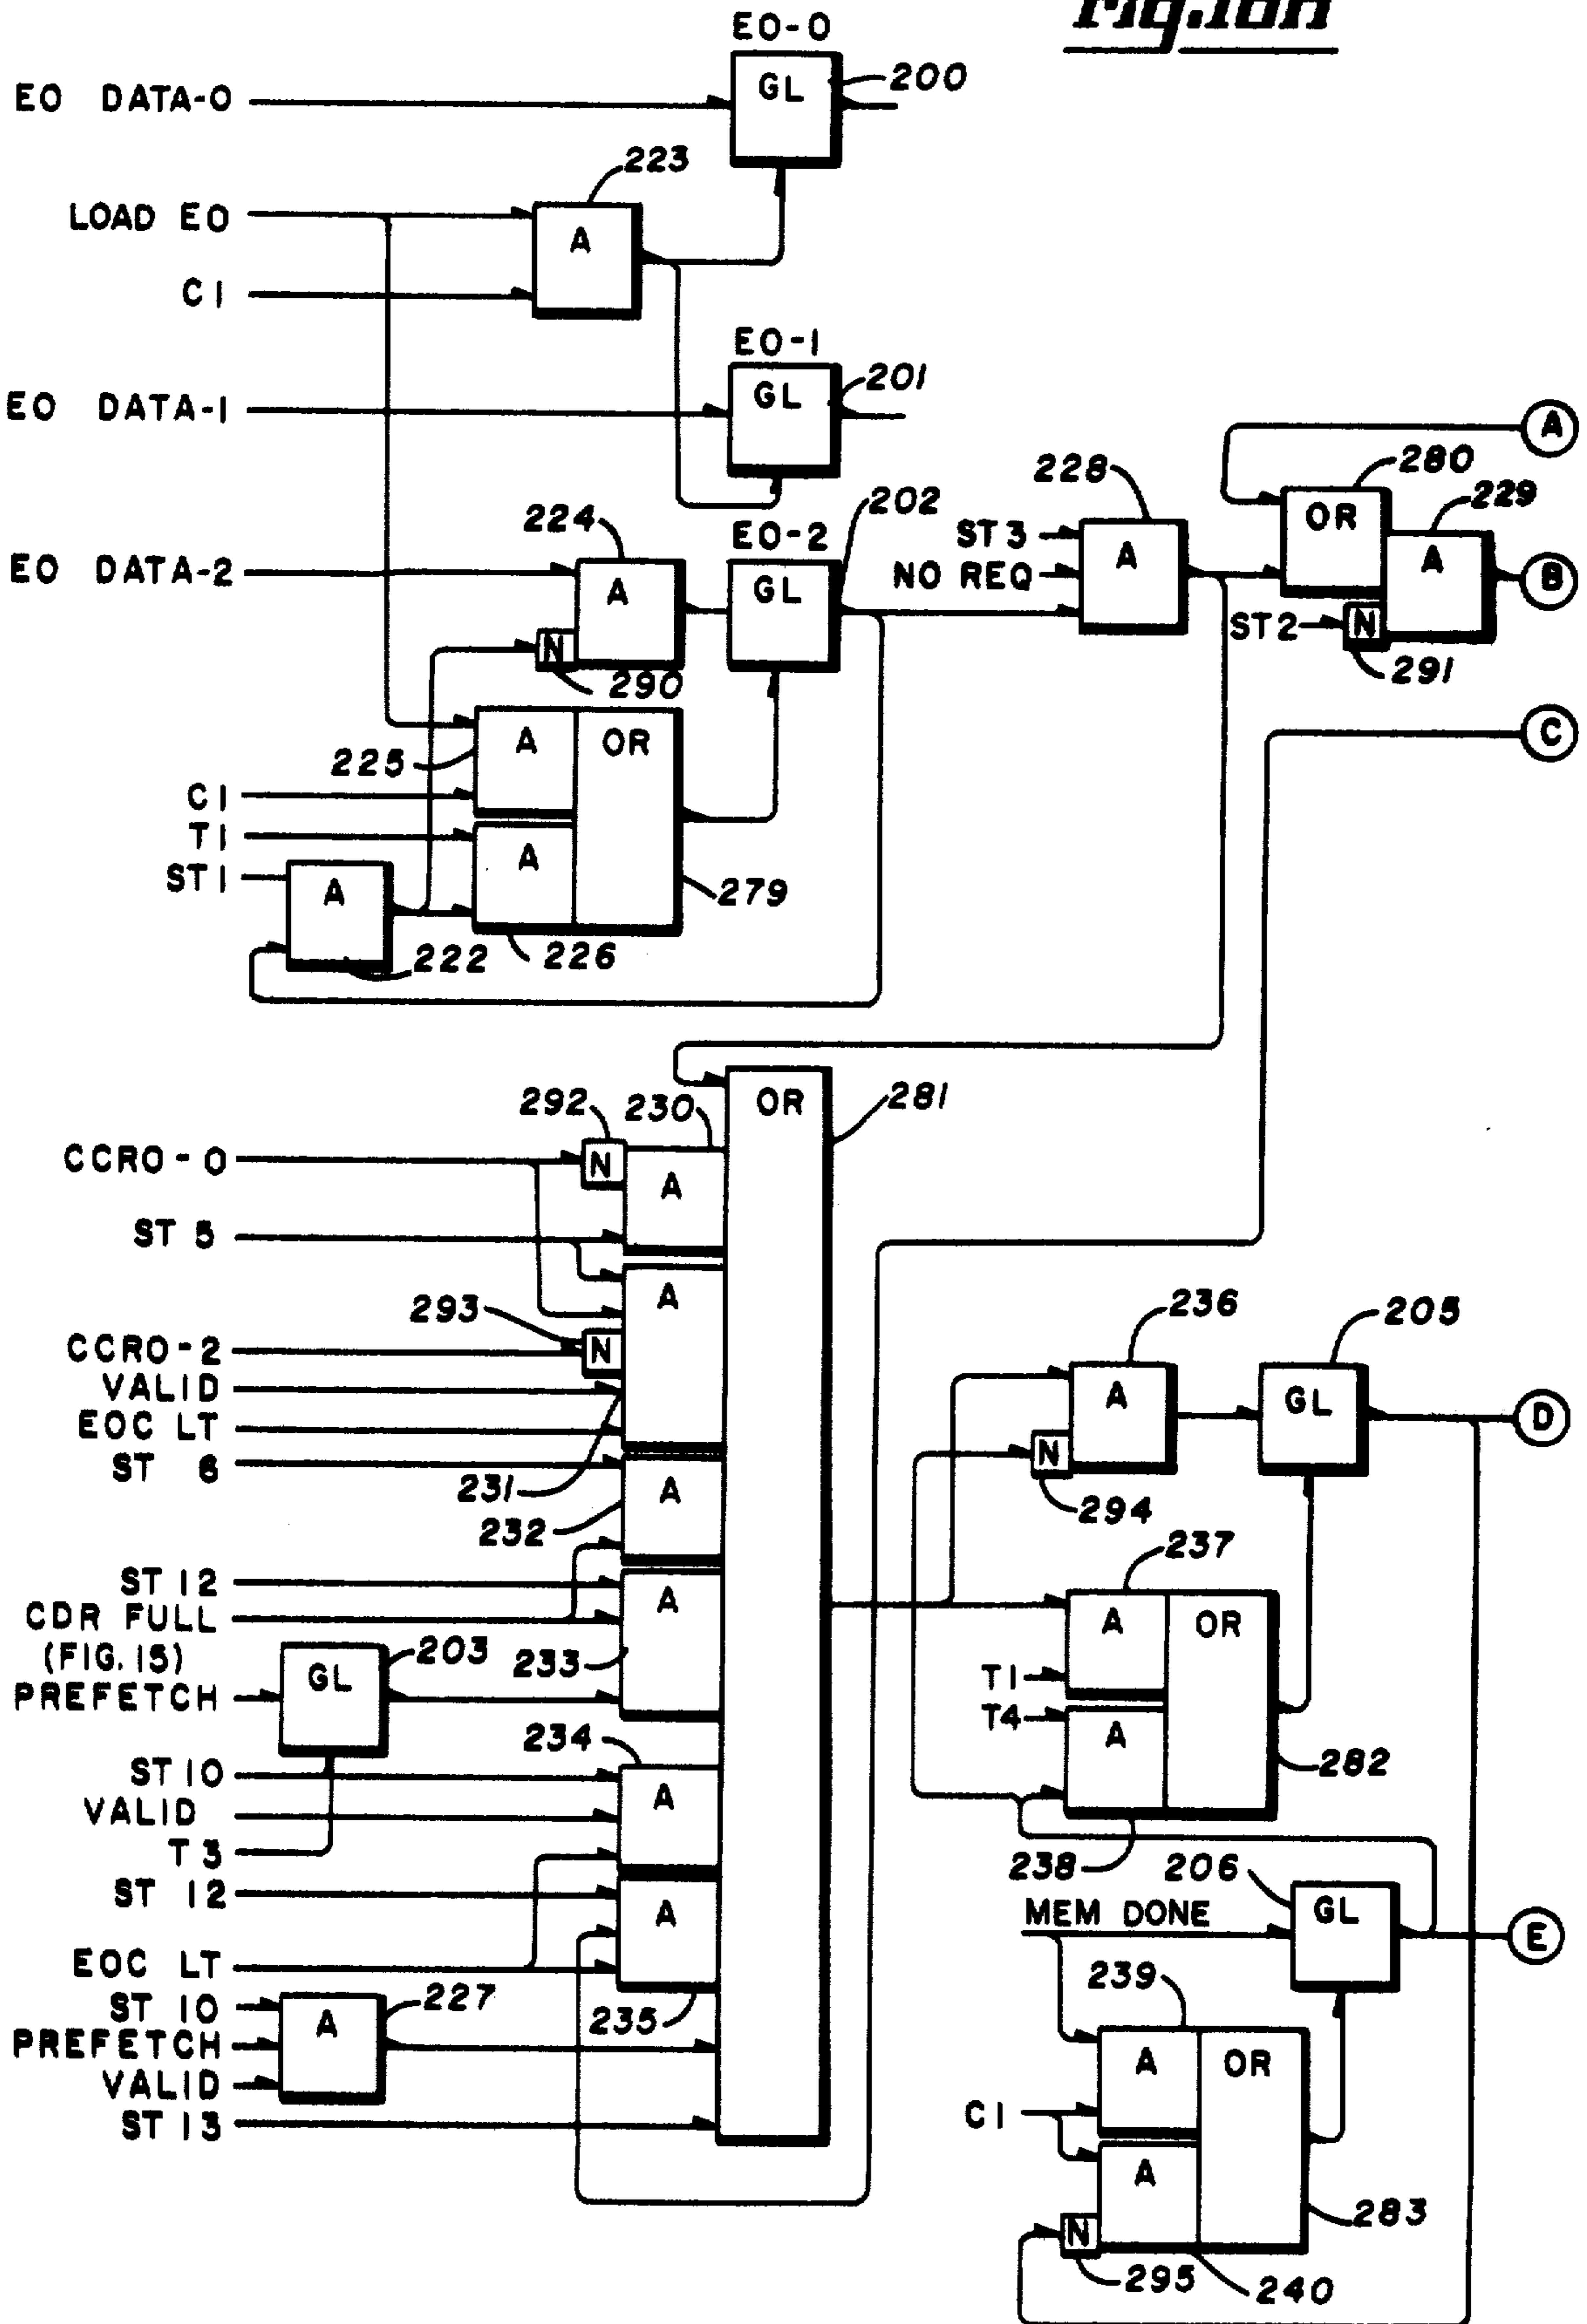 Fig.16A
EO-0
EO DATA-0
GL
200
223
LOAD EO
A
C1
EO-1
EO DATA-1
GL
201
A
228
280
229
224
EO-2
202
ST3
OR
EO DATA-2
A
GL
NO REQ
A
A
B
N
290
ST2
N
291
225
A
OR
C
C1
T1
A
ST1
A
279
222
226
292
230
OR
281
CCRO-0
N
A
ST 5
293
A
236
205
CCRO-2
N
VALID
A
GL
D
EOC LT
ST 6
231
A
N
294
232
237
ST 12
CDR FULL
A
A
OR
(FIG. 15)
203
233
PREFETCH
GL
T1
T4
234
A
282
ST 10
A
VALID
T3
238
206
ST 12
A
MEM DONE
GL
E
EOC LT
239
ST 10
A
227
235
PREFETCH
A
OR
VALID
C1
ST 13
A
283
N
295
240